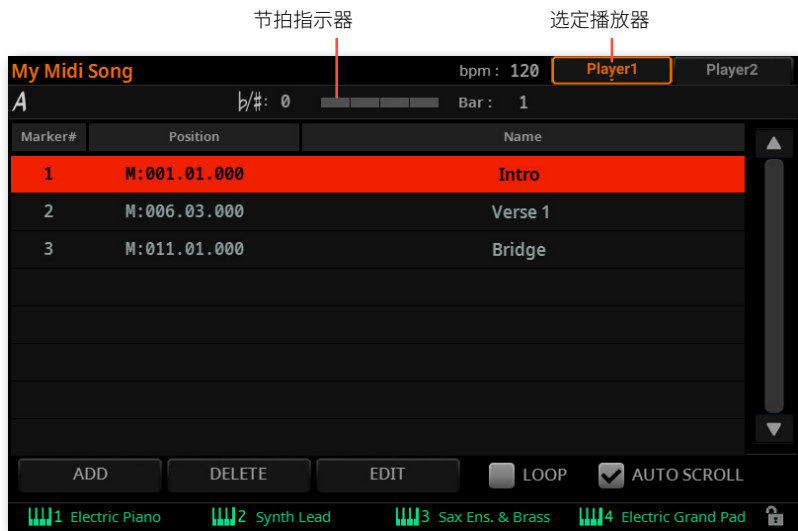 节拍指示器 选定播放器
My Midi Song bpm: 120 Player1 Player2
A b/#: 0 Bar: 1
Marker# Position Name
1 M:001.01.000 Intro
2 M:006.03.000 Verse 1
3 M:011.01.000 Bridge
ADD DELETE EDIT LOOP AUTO SCROLL
1 Electric Piano 2 Synth Lead 3 Sax Ens. & Brass 4 Electric Grand Pad